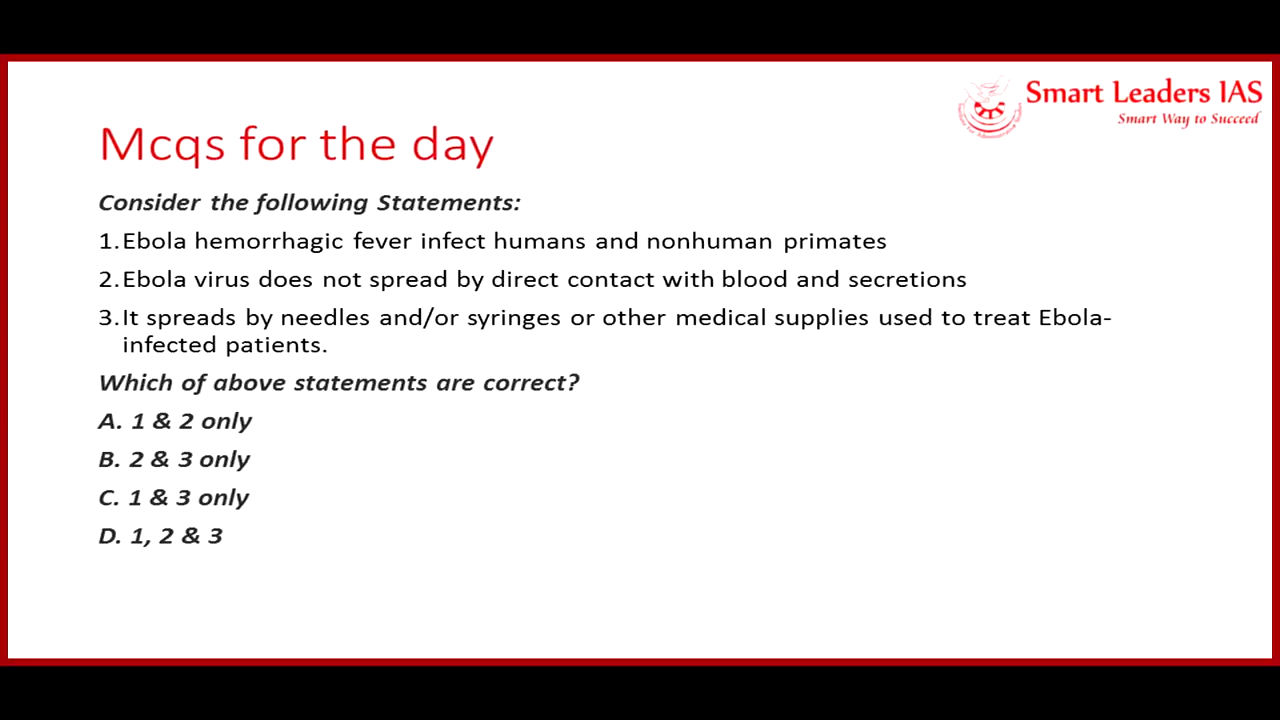 Smart Leaders IAS
Smart Way to Succeed
Mcqs for the day
Consider the following Statements:
1. Ebola hemorrhagic fever infect humans and nonhuman primates
2. Ebola virus does not spread by direct contact with blood and secretions
3. It spreads by needles and/or syringes or other medical supplies used to treat Ebola-
infected patients.
Which of above statements are correct?
A. 1 & 2 only
B. 2 & 3 only
C. 1 & 3 only
D. 1, 2 & 3